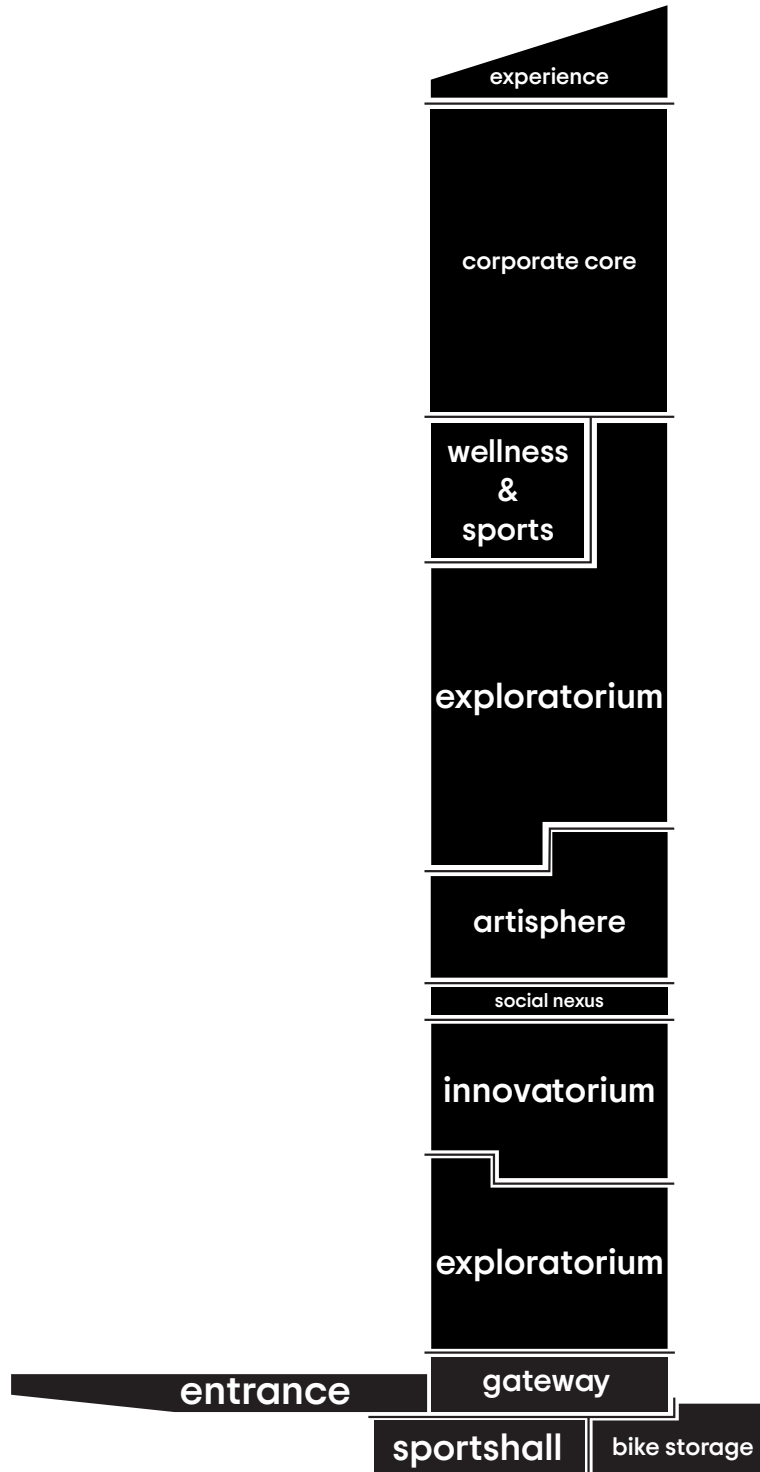 experience
corporate core
wellness
&
sports
exploratorium
artisphere
social nexus
innovatorium
exploratorium
gateway
entrance
sportshall
bike storage